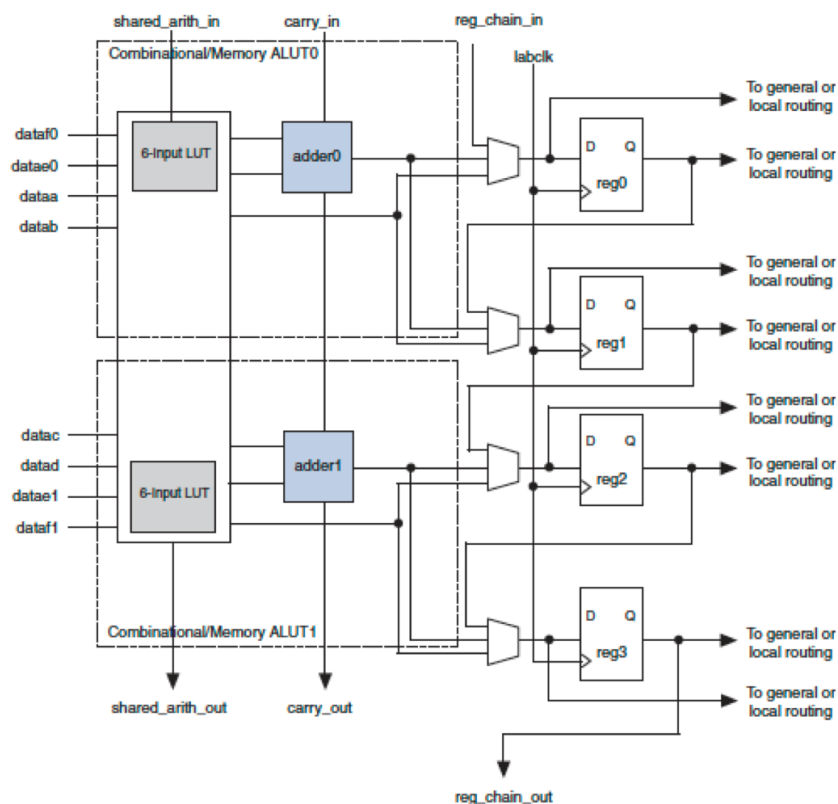 shared_arith_in
carry_in
reg_chain_in
Combinational/Memory ALUT0
labclk
dataf0
datae0
dataa
datab
6-Input LUT
adder0
D Q
reg0
To general or
local routing
To general or
local routing
D Q
reg1
To general or
local routing
To general or
local routing
datac
datad
datae1
dataf1
6-Input LUT
adder1
D Q
reg2
To general or
local routing
To general or
local routing
Combinational/Memory ALUT1
D Q
reg3
To general or
local routing
To general or
local routing
shared_arith_out
carry_out
reg_chain_out